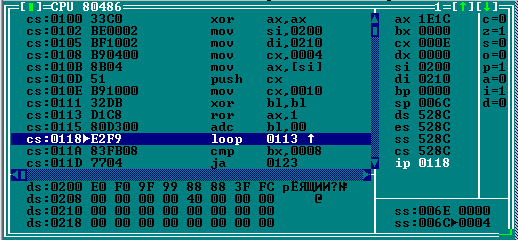 [■]=CPU 80486 1=[↑][↓]
cs:0100 33C0 xor ax,ax
cs:0102 BE0002 mov si,0200
cs:0105 BF1002 mov di,0210
cs:0108 B90400 mov cx,0004
cs:010B 8B04 mov ax,[si]
cs:010D 51 push cx
cs:010E B91000 mov cx,0010
cs:0111 32DB xor bl,bl
cs:0113 D1C8 ror ax,1
cs:0115 80D300 adc bl,00
cs:0118►E2F9 loop 0113 ↑
cs:011A 83FB08 cmp bx,0008
cs:011D 7704 ja 0123
ax 1E1C c=0
bx 0000 z=1
cx 000E s=0
dx 0000 o=0
si 0200 p=1
di 0210 a=0
bp 0000 i=1
sp 006C d=0
ds 528C
es 528C
ss 528C
cs 528C
ip 0118
ds:0200 E0 F0 9F 99 88 88 3F FC рЁЯЩИИ?№
ds:0208 00 00 00 00 40 00 00 00 @
ds:0210 00 00 00 00 00 00 00 00
ds:0218 00 00 00 00 00 00 00 00
ss:006E 0000
ss:006C►0004